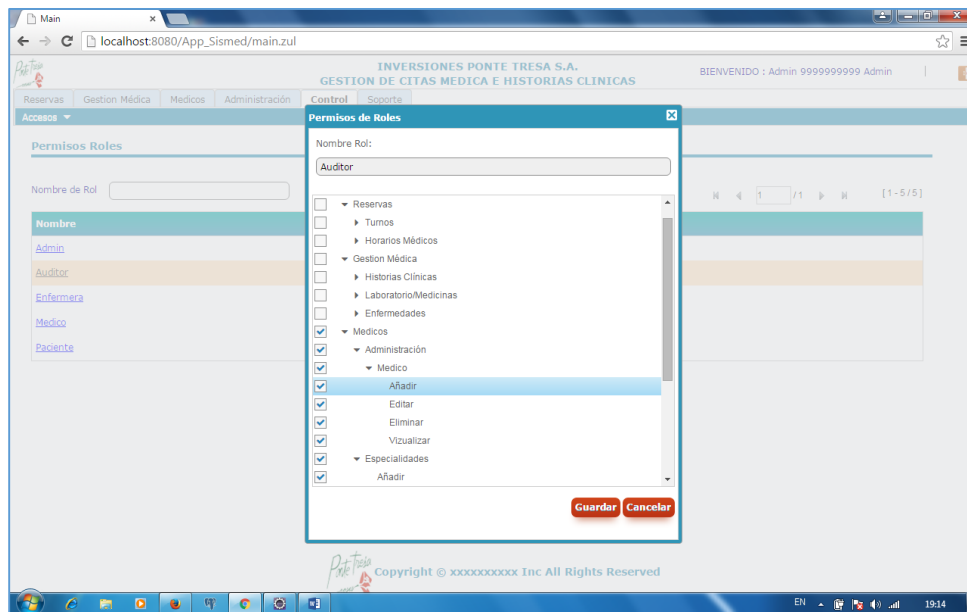 Main
localhost:8080/App_Sismed/main.zul
Ponte Tresa
INVERSIONES PONTE TRESA S.A.
GESTION DE CITAS MEDICA E HISTORIAS CLINICAS
BIENVENIDO : Admin 9999999999 Admin
Reservas Gestion Médica Medicos Administración Control Soporte
Accesos
Permisos Roles
Nombre de Rol
1 /1 [ 1 - 5 / 5 ]
Nombre
Admin
Auditor
Enfermera
Medico
Paciente
Permisos de Roles
Nombre Rol:
Auditor
Reservas
Turnos
Horarios Médicos
Gestion Médica
Historias Clínicas
Laboratorio/Medicinas
Enfermedades
Medicos
Administración
Medico
Añadir
Editar
Eliminar
Vizualizar
Especialidades
Añadir
Guardar Cancelar
Ponte Tresa
Copyright © xxxxxxxxxx Inc All Rights Reserved
EN 19:14